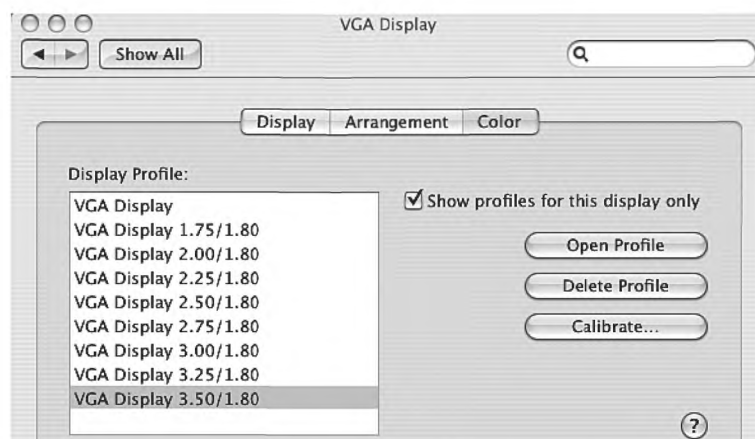 VGA Display
Show All
Display Arrangement Color
Display Profile:
VGA Display
VGA Display 1.75/1.80
VGA Display 2.00/1.80
VGA Display 2.25/1.80
VGA Display 2.50/1.80
VGA Display 2.75/1.80
VGA Display 3.00/1.80
VGA Display 3.25/1.80
VGA Display 3.50/1.80
Show profiles for this display only
Open Profile
Delete Profile
Calibrate...
?